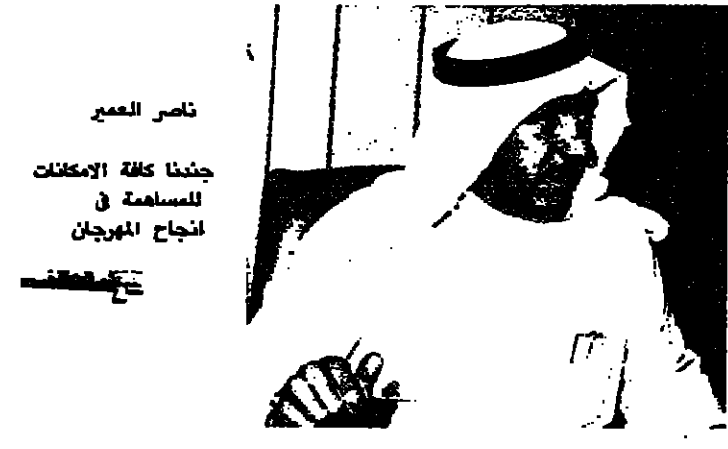 ناصر العمير
جندنا كافة الامكانات
للمساهمة في
انجاح المهرجان